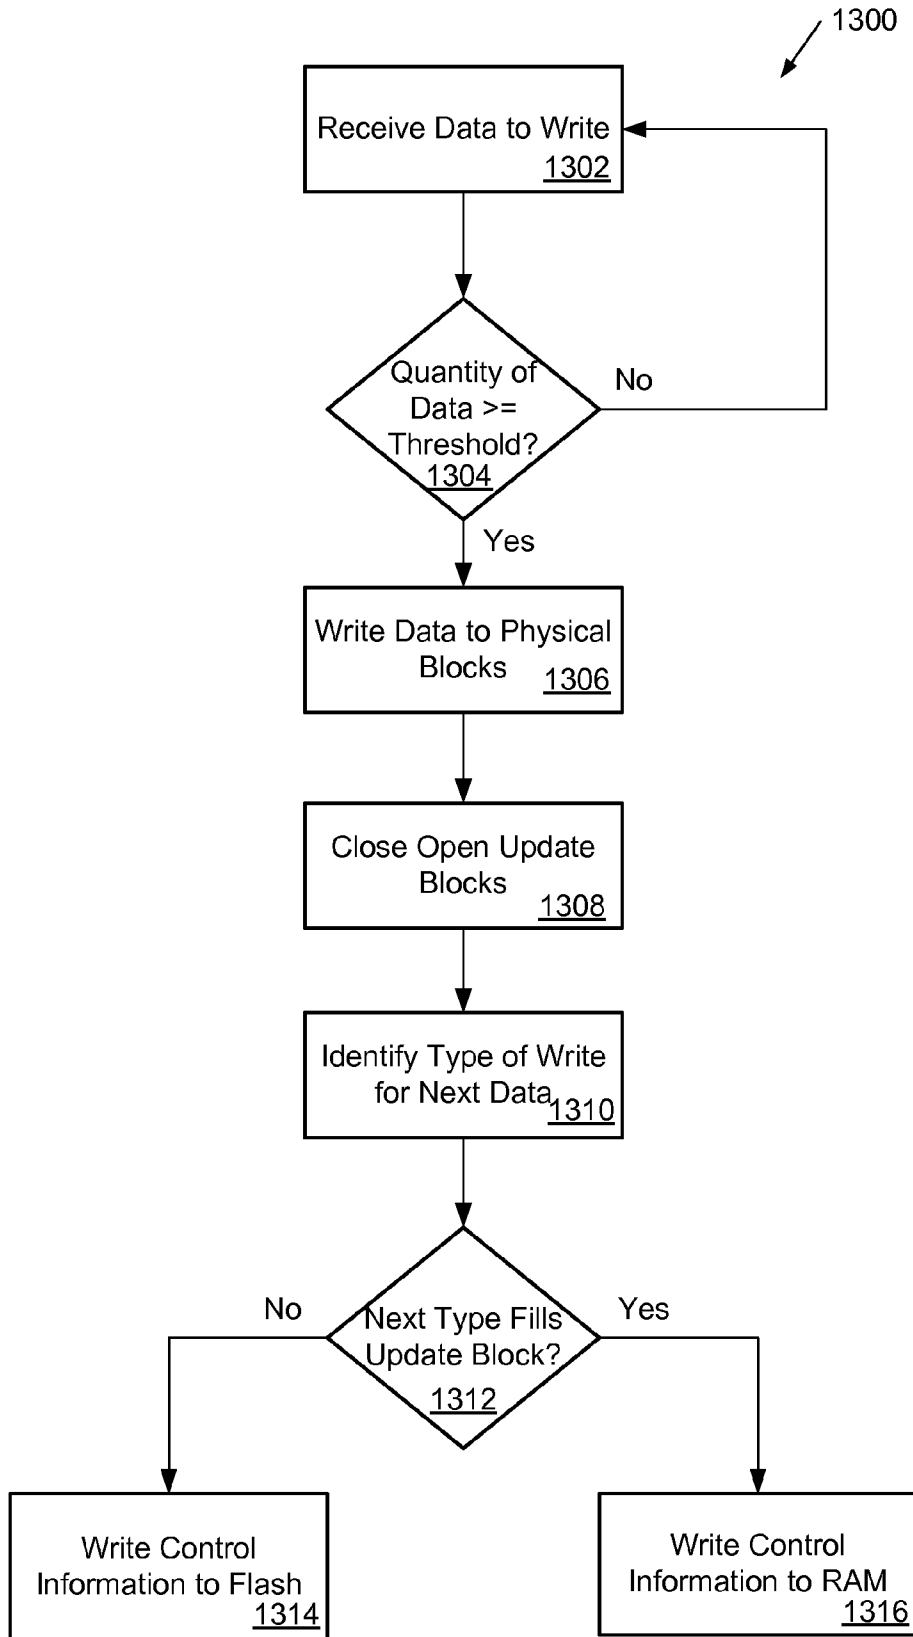 1300
Receive Data to Write
1302
Quantity of
Data >=
Threshold?
1304
No
Yes
Write Data to Physical
Blocks
1306
Close Open Update
Blocks
1308
Identify Type of Write
for Next Data
1310
No
Yes
Next Type Fills
Update Block?
1312
Write Control
Information to Flash
1314
Write Control
Information to RAM
1316